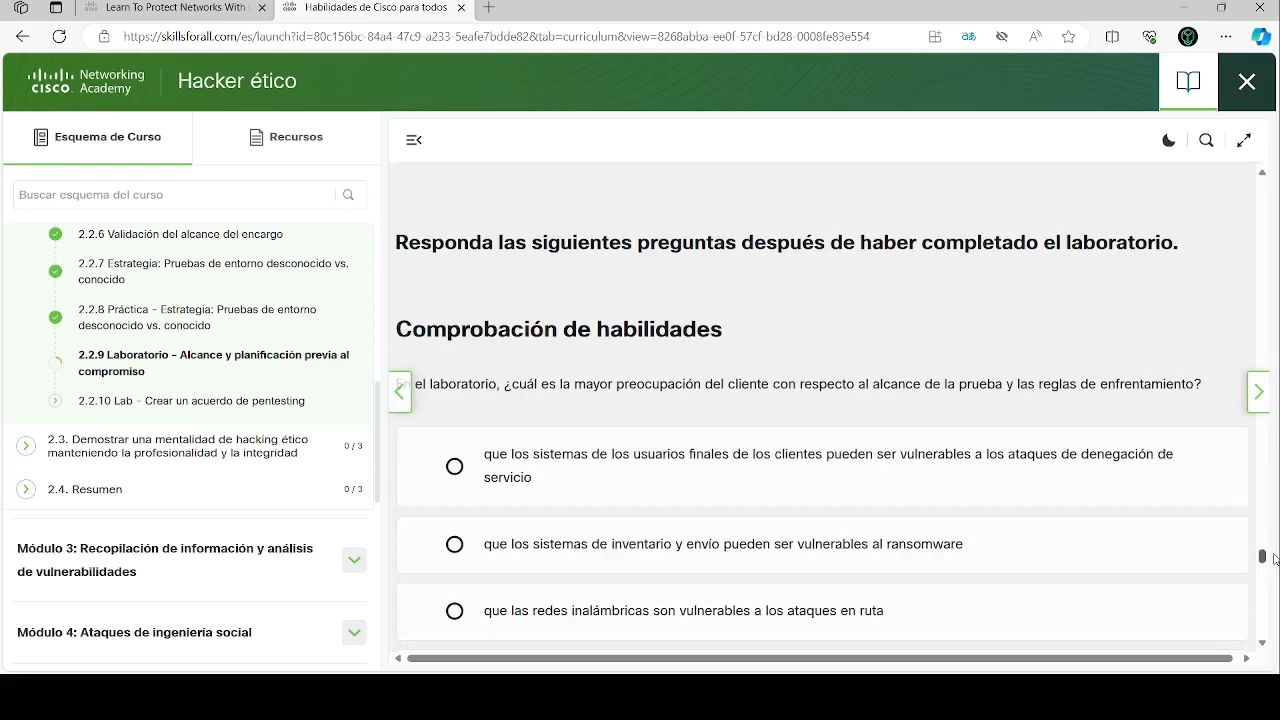 Learn To Protect Networks With
Habilidades de Cisco para todos
https://skillsforall.com/es/launch?id=80c156bc-84a4-47c9-a233-5eafe7bdde82&tab=curriculum&view=8268abba-ee0f-57cf-bd28-0b08fe83e554
CISCO Networking Academy
Hacker ético
Esquema de Curso
Recursos
Buscar esquema del curso
2.2.6 Validación del alcance del encargo
2.2.7 Estrategia: Pruebas de entorno desconocido vs.
conocido
2.2.8 Práctica - Estrategia: Pruebas de entorno
desconocido vs. conocido
2.2.9 Laboratorio - Alcance y planificación previa al
compromiso
2.2.10 Lab - Crear un acuerdo de pentesting
2.3. Demostrar una mentalidad de hacking ético
manteniendo la profesionalidad y la integridad
0 / 3
2.4. Resumen
0 / 3
Módulo 3: Recopilación de información y análisis
de vulnerabilidades
Módulo 4: Ataques de ingeniería social
Responda las siguientes preguntas después de haber completado el laboratorio.
Comprobación de habilidades
En el laboratorio, ¿cuál es la mayor preocupación del cliente con respecto al alcance de la prueba y las reglas de enfrentamiento?
que los sistemas de los usuarios finales de los clientes pueden ser vulnerables a los ataques de denegación de
servicio
que los sistemas de inventario y envío pueden ser vulnerables al ransomware
que las redes inalámbricas son vulnerables a los ataques en ruta